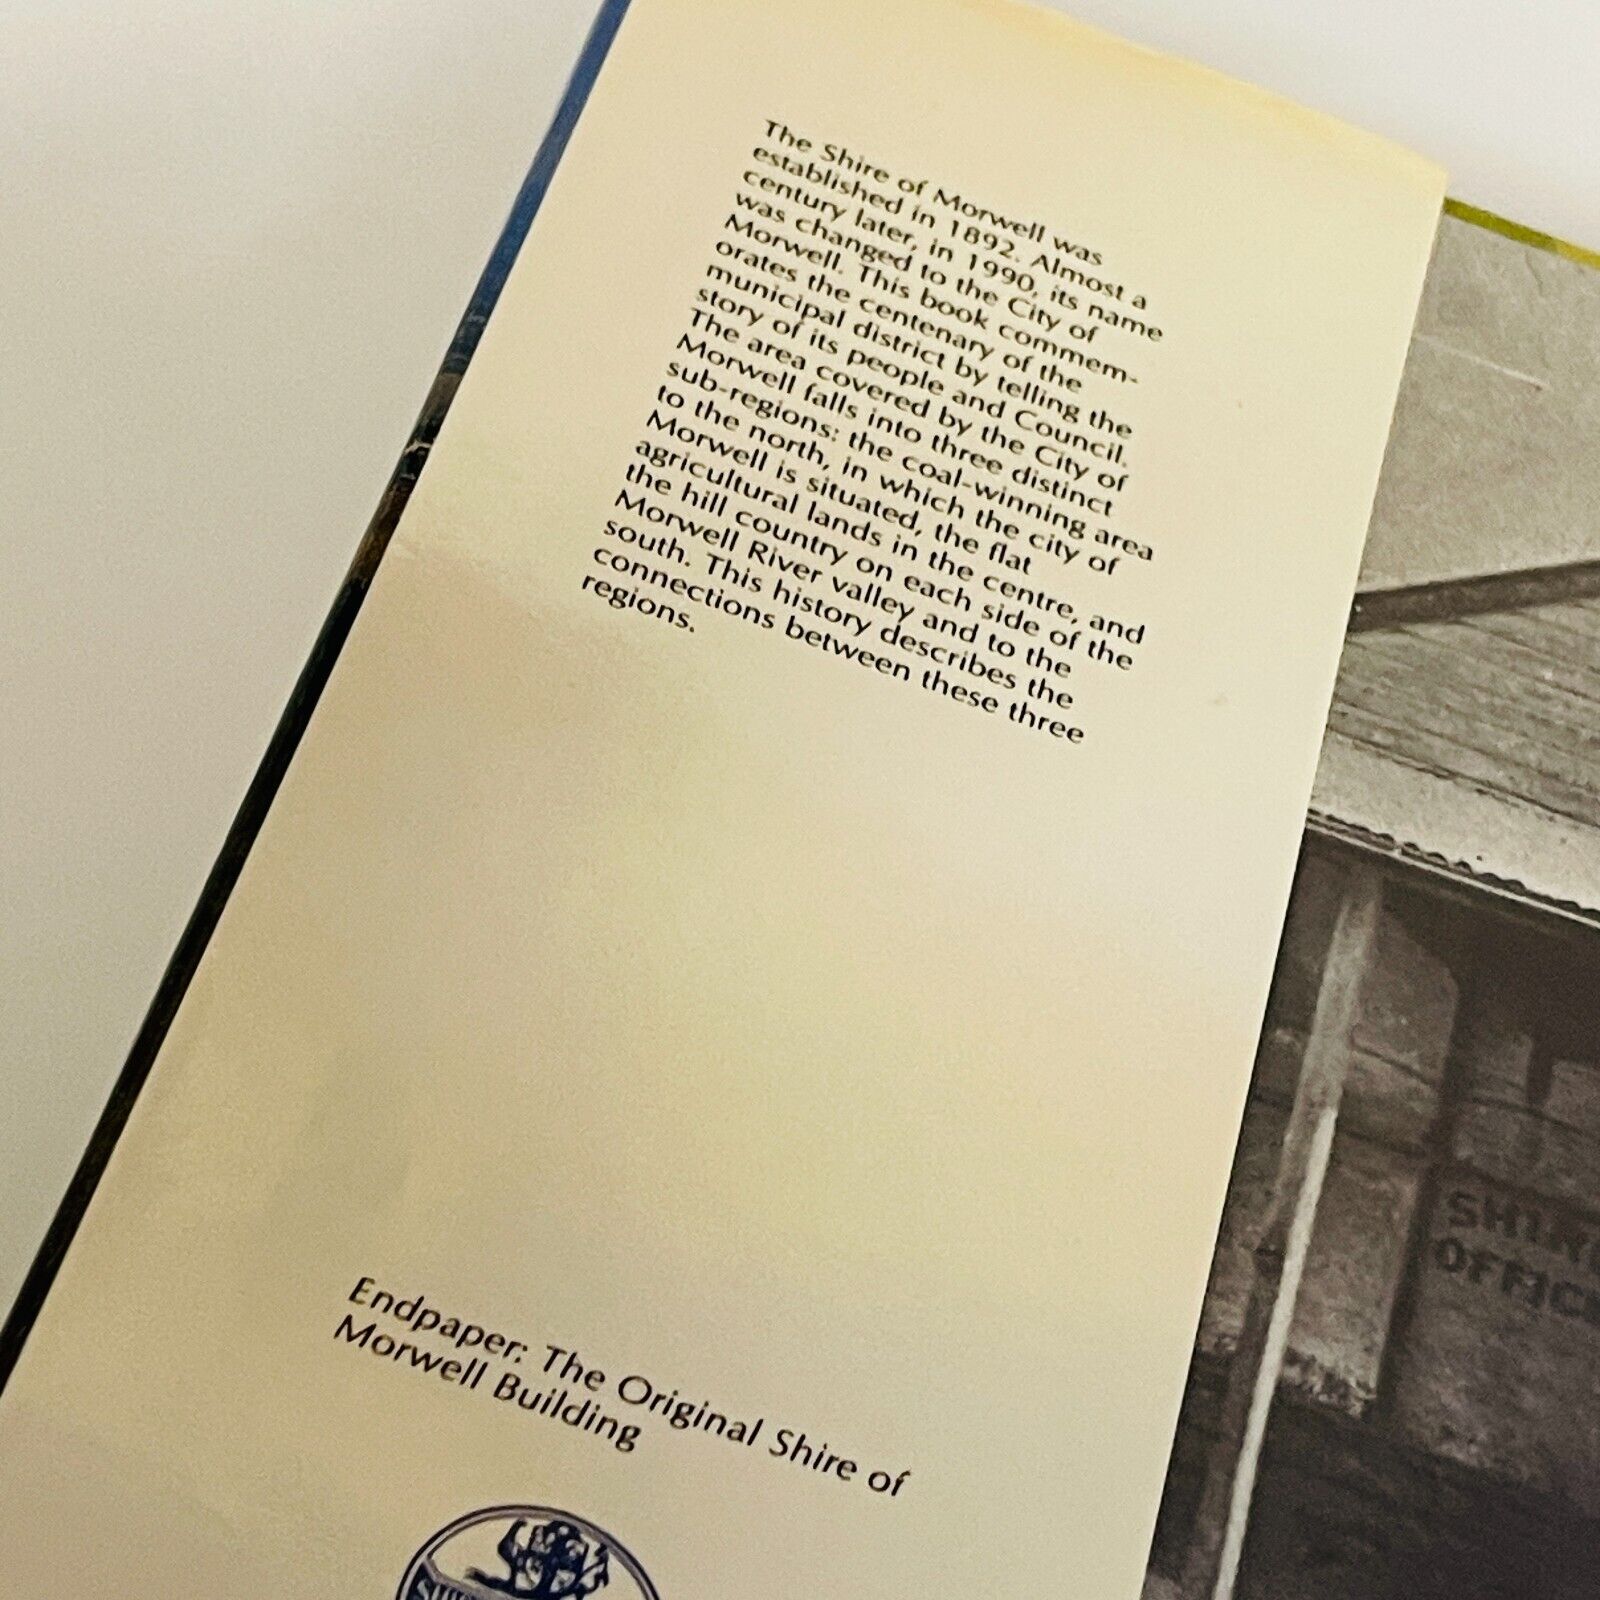 The Shire of Morwell was
established in 1892. Almost a
century later, in 1990, its name
was changed to the City of
Morwell. This book commem-
orates the centenary of the
municipal district by telling the
story of its people and Council.
The area covered by the City of
Morwell falls into three distinct
sub-regions: the coal-winning area
to the north, in which the city of
Morwell is situated, the flat
agricultural lands in the centre, and
the hill country on each side of the
Morwell River valley and to the
south. This history describes the
connections between these three
regions.
Endpaper: The Original Shire of
Morwell Building
SHIRE
OFFICE